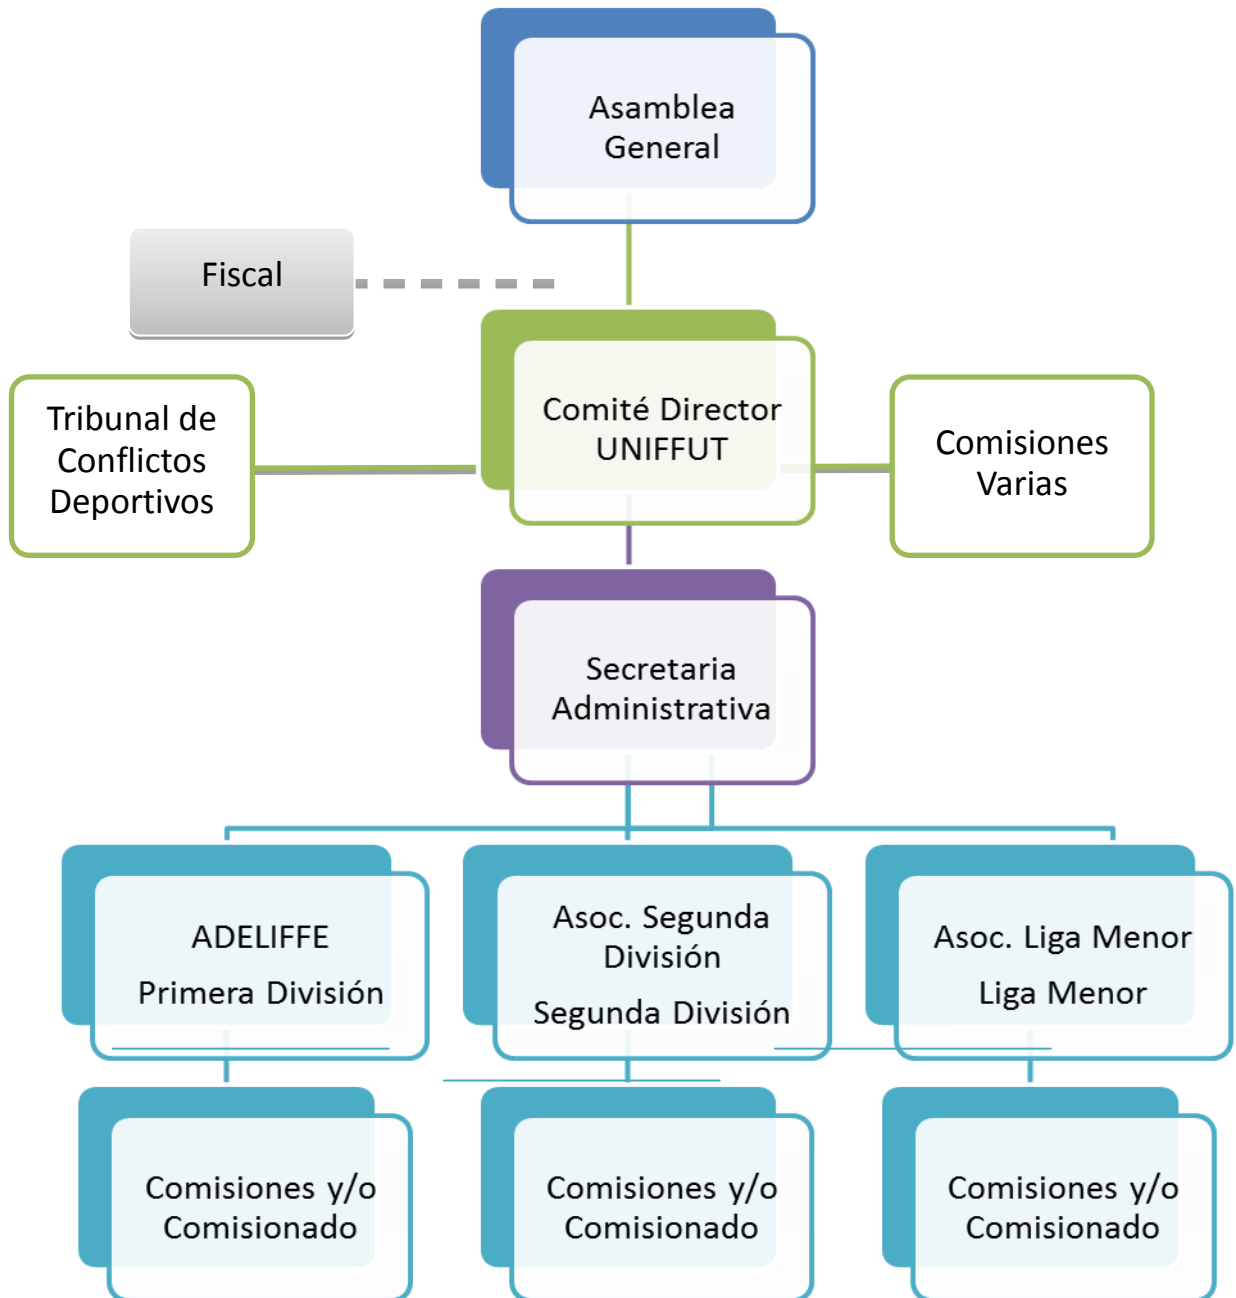 Asamblea
General
Fiscal
Tribunal de
Conflictos
Deportivos
Comité Director
UNIFFUT
Comisiones
Varias
Secretaria
Administrativa
ADELIFFE
Primera División
Asoc. Segunda
División
Segunda División
Asoc. Liga Menor
Liga Menor
Comisiones y/o
Comisionado
Comisiones y/o
Comisionado
Comisiones y/o
Comisionado